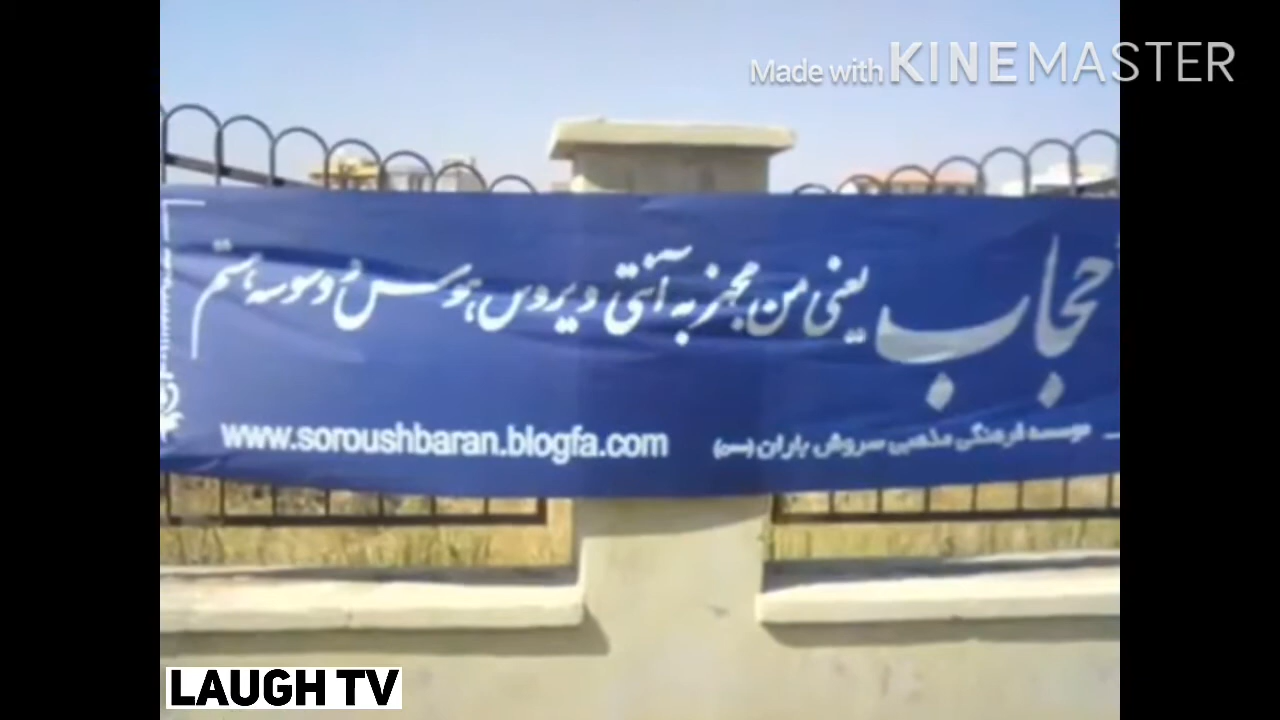 Made with KINEMASTER
حجاب یعنی من مجهز به آنتی ویروس هوس و وسوسه هستم
موسسه فرهنگی مذهبی سروش باران
www.soroushbaran.blogfa.com
LAUGH TV